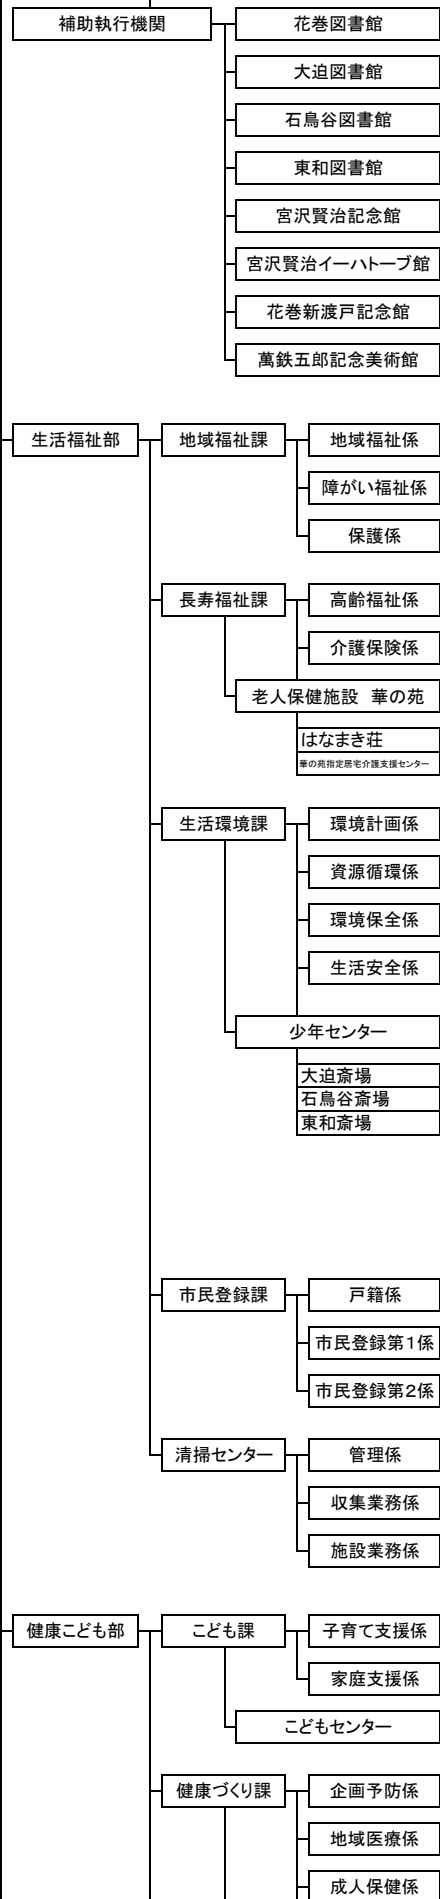 補助執行機関
花巻図書館
大迫図書館
石鳥谷図書館
東和図書館
宮沢賢治記念館
宮沢賢治イーハトーブ館
花巻新渡戸記念館
萬鉄五郎記念美術館
生活福祉部
地域福祉課
地域福祉係
障がい福祉係
保護係
長寿福祉課
高齢福祉係
介護保険係
老人保健施設　華の苑
はなまき荘
華の苑指定居宅介護支援センター
生活環境課
環境計画係
資源循環係
環境保全係
生活安全係
少年センター
大迫斎場
石鳥谷斎場
東和斎場
市民登録課
戸籍係
市民登録第1係
市民登録第2係
清掃センター
管理係
収集業務係
施設業務係
健康こども部
こども課
子育て支援係
家庭支援係
こどもセンター
健康づくり課
企画予防係
地域医療係
成人保健係